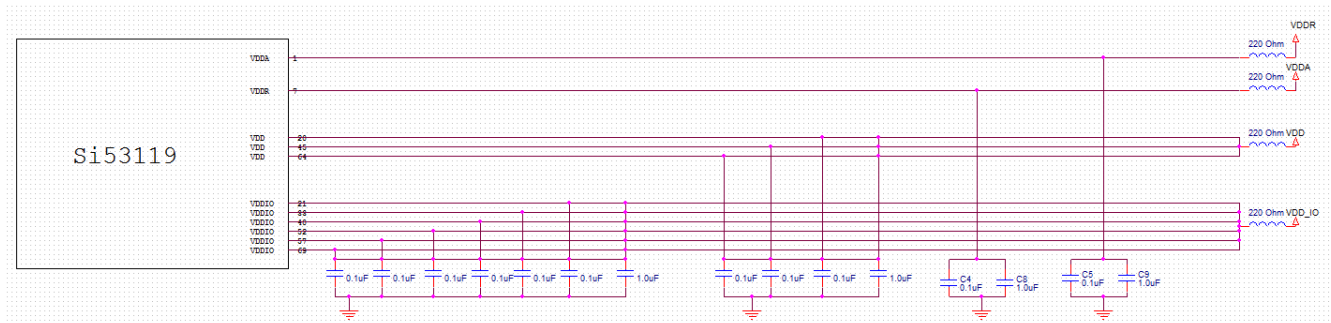 VDDR
220 Ohm
VDDA 1
220 Ohm VDDA
VDDR 7
VDD 20
220 Ohm VDD
VDD 45
Si53119
VDD 64
VDDIO 21
VDDIO 33
220 Ohm VDD_IO
VDDIO 40
VDDIO 52
VDDIO 57
VDDIO 69
0.1uF 0.1uF 0.1uF 0.1uF 0.1uF 0.1uF 1.0uF 0.1uF 0.1uF 0.1uF 1.0uF
C4 0.1uF
C8 1.0uF
C5 0.1uF
C9 1.0uF